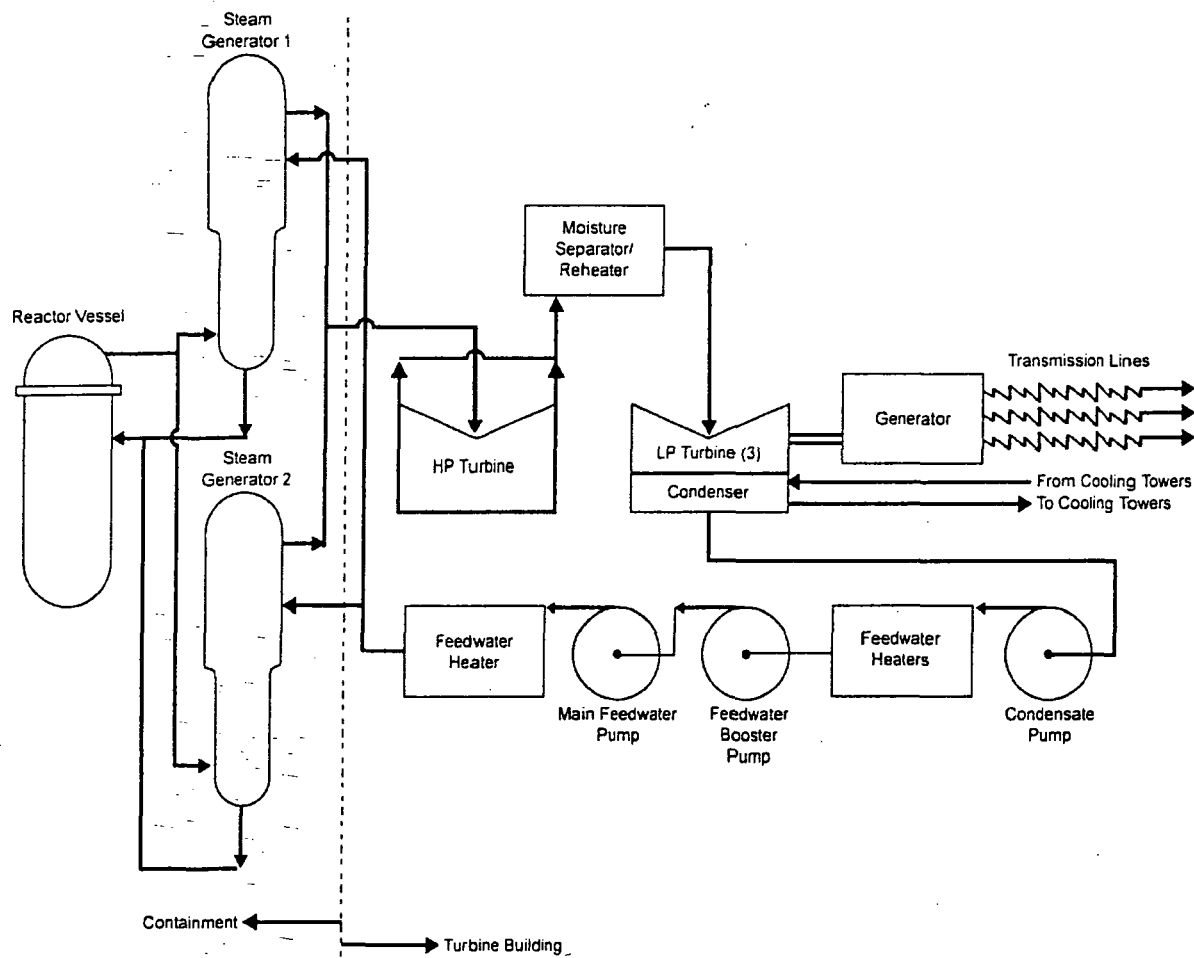 Steam
Generator 1
Moisture
Separator/
Reheater
Reactor Vessel
Transmission Lines
Generator
HP Turbine
LP Turbine (3)
Steam
Generator 2
Condenser
From Cooling Towers
To Cooling Towers
Feedwater
Heater
Feedwater
Heaters
Main Feedwater
Pump
Feedwater
Booster
Pump
Condensate
Pump
Containment
Turbine Building